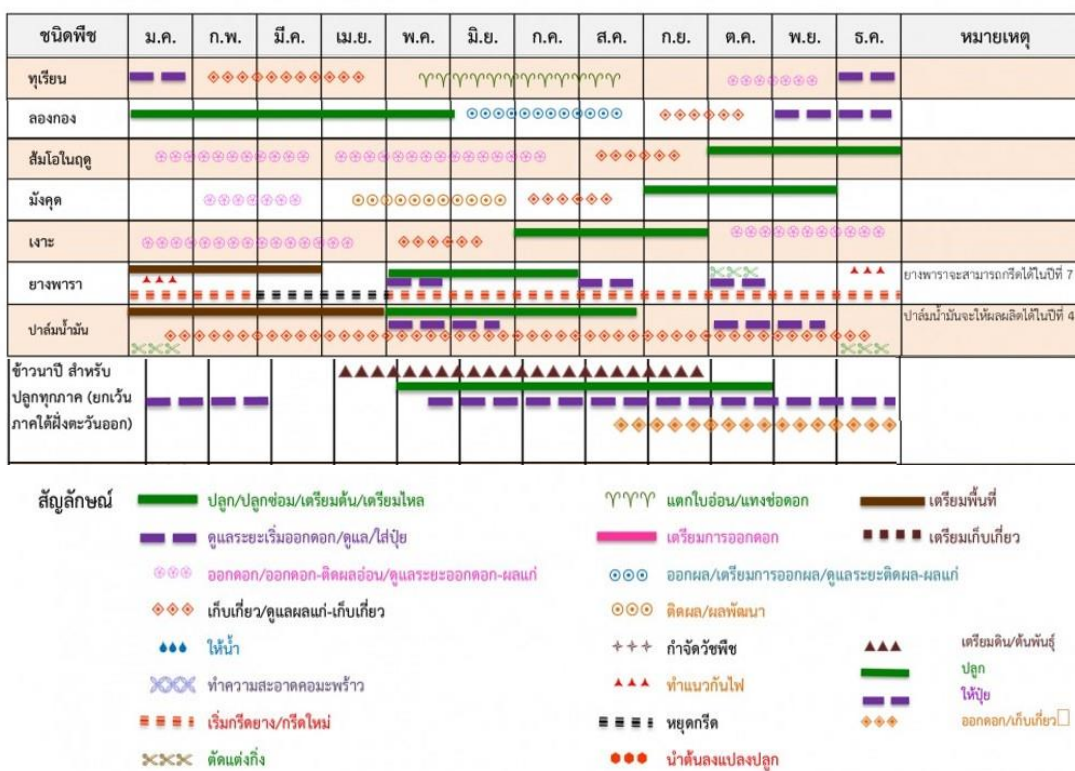 ชนิดพืช ม.ค. ก.พ. มี.ค. เม.ย. พ.ค. มิ.ย. ก.ค. ส.ค. ก.ย. ต.ค. พ.ย. ธ.ค. หมายเหตุ
ทุเรียน
ลองกอง
ส้มโอในฤดู
มังคุด
เงาะ
ยางพารา ยางพาราจะสามารถกรีดได้ในปีที่ 7
ปาล์มน้ำมัน ปาล์มน้ำมันจะให้ผลผลิตได้ในปีที่ 4
ข้าวนาปี สำหรับ
ปลูกทุกภาค (ยกเว้น
ภาคใต้ฝั่งตะวันออก)
สัญลักษณ์ ปลูก/ปลูกซ่อม/เตรียมต้น/เตรียมไหล แตกใบอ่อน/แทงช่อดอก เตรียมพื้นที่
ดูแลระยะเริ่มออกดอก/ดูแล/ใส่ปุ๋ย เตรียมการออกดอก เตรียมเก็บเกี่ยว
ออกดอก/ออกดอก-ติดผลอ่อน/ดูแลระยะออกดอก-ผลแก่ ออกผล/เตรียมการออกผล/ดูแลระยะติดผล-ผลแก่
เก็บเกี่ยว/ดูแลผลแก่-เก็บเกี่ยว ติดผล/ผลพัฒนา
ให้น้ำ กำจัดวัชพืช เตรียมดิน/ต้นพันธุ์
ทำความสะอาดคอมะพร้าว ทำแนวกันไฟ ปลูก
ให้ปุ๋ย
เริ่มกรีดยาง/กรีดใหม่ หยุดกรีด ออกดอก/เก็บเกี่ยว
ตัดแต่งกิ่ง นำต้นลงแปลงปลูก